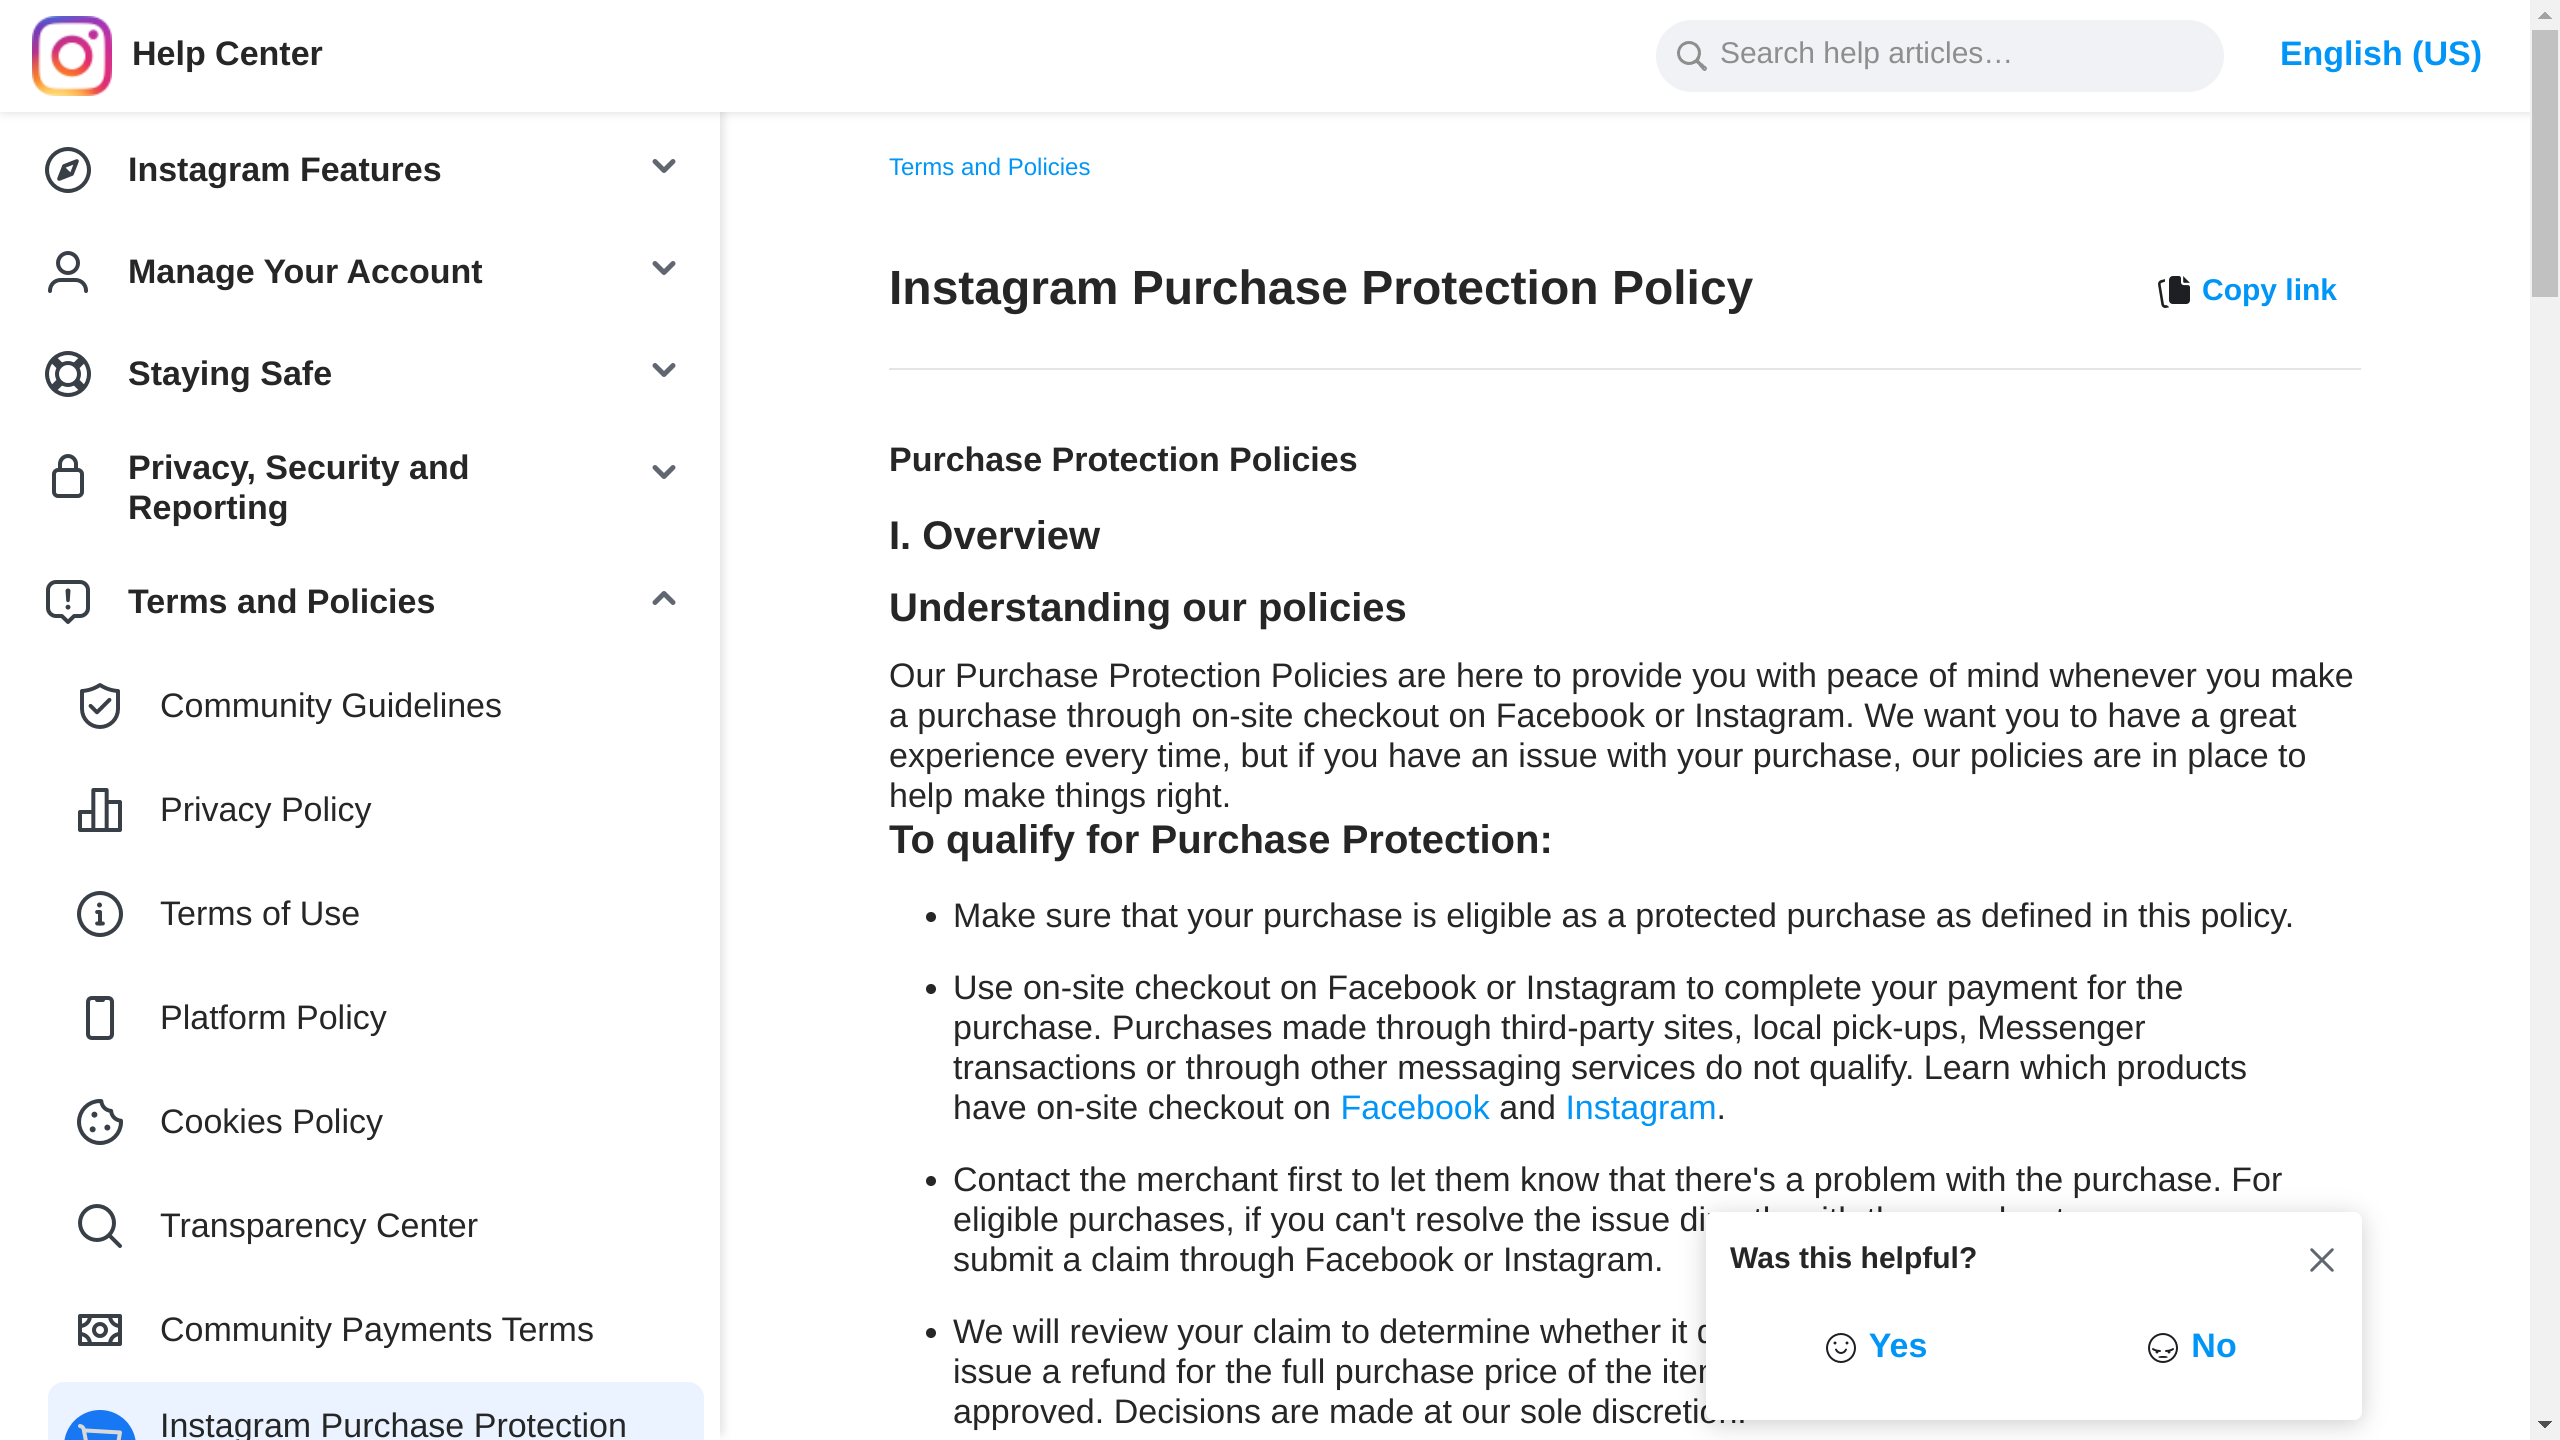 Help Center
Search help articles…
English (US)
Instagram Features
Manage Your Account
Staying Safe
Privacy, Security and
Reporting
Terms and Policies
Community Guidelines
Privacy Policy
Terms of Use
Platform Policy
Cookies Policy
Transparency Center
Community Payments Terms
Instagram Purchase Protection
Terms and Policies
Instagram Purchase Protection Policy
Copy link
Purchase Protection Policies
I. Overview
Understanding our policies
Our Purchase Protection Policies are here to provide you with peace of mind whenever you make
a purchase through on-site checkout on Facebook or Instagram. We want you to have a great
experience every time, but if you have an issue with your purchase, our policies are in place to
help make things right.
To qualify for Purchase Protection:
• Make sure that your purchase is eligible as a protected purchase as defined in this policy.
• Use on-site checkout on Facebook or Instagram to complete your payment for the
purchase. Purchases made through third-party sites, local pick-ups, Messenger
transactions or through other messaging services do not qualify. Learn which products
have on-site checkout on Facebook and Instagram.
• Contact the merchant first to let them know that there's a problem with the purchase. For
eligible purchases, if you can't resolve the issue
submit a claim through Facebook or Instagram.
• We will review your claim to determine whether it
issue a refund for the full purchase price of the
approved. Decisions are made at our sole discretion.
Was this helpful?
Yes
No